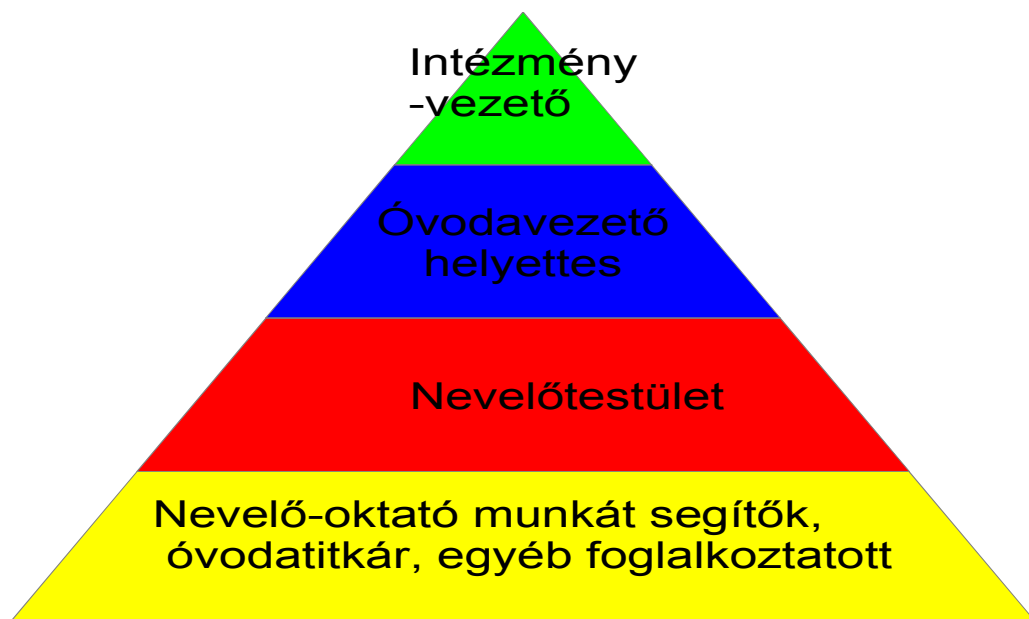 Intézmény
-vezető
Óvodavezető
helyettes
Nevelőtestület
Nevelő-oktató munkát segítők,
óvodatitkár, egyéb foglalkoztatott